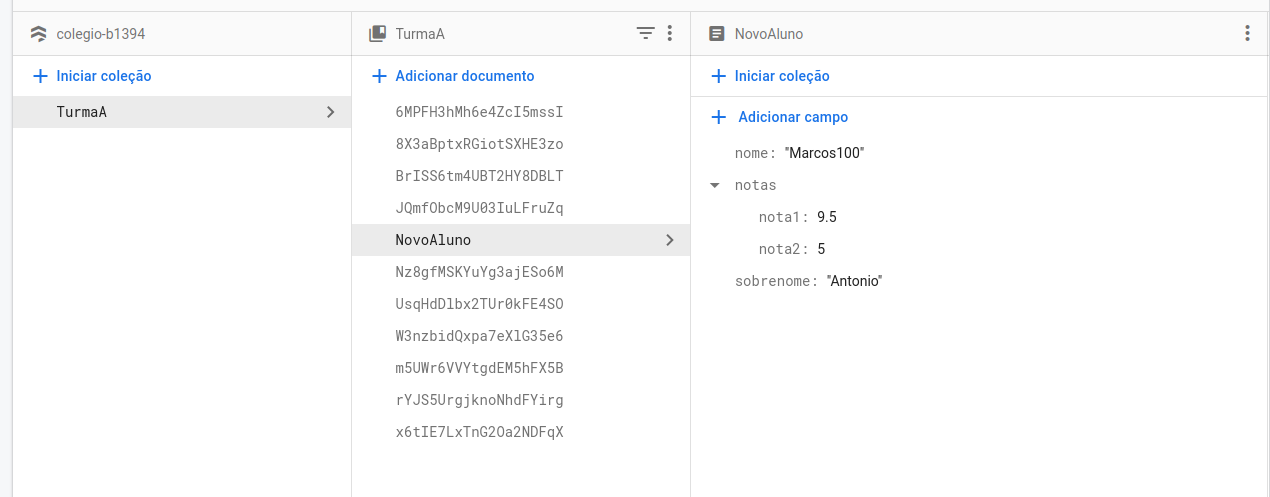 colegio-b1394
Iniciar coleção
TurmaA
TurmaA
Adicionar documento
6MPFH3hMh6e4ZcI5mssI
8X3aBptxRGiotSXHE3zo
BrISS6tm4UBT2HY8DBLT
JQmfObcM9U03IuLFruZq
NovoAluno
Nz8gfMSKYuYg3ajESo6M
UsqHdDlbx2TUr0kFE4SO
W3nzbidQxpa7eXlG35e6
m5UWr6VVYtgdEM5hFX5B
rYJS5UrgjknoNhdFYirg
x6tIE7LxTnG2Oa2NDFqX
NovoAluno
Iniciar coleção
Adicionar campo
nome: "Marcos100"
notas
nota1: 9.5
nota2: 5
sobrenome: "Antonio"